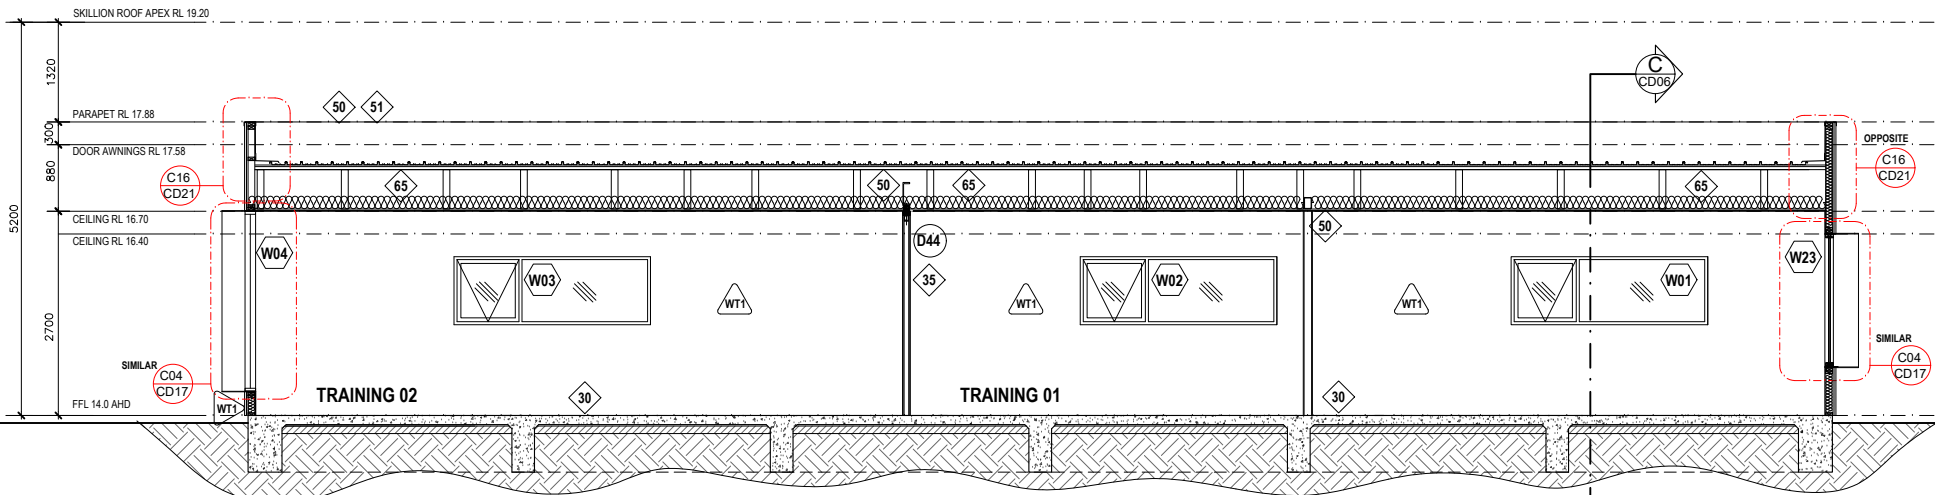 SKILLION ROOF APEX RL 19.20
1320
C
CD06
PARAPET RL 17.88
50
51
300
OPPOSITE
DOOR AWNINGS RL 17.58
880
C16
CD21
65
50
65
65
C16
CD21
5200
CEILING RL 16.70
CEILING RL 16.40
50
W04
D44
W23
W03
35
W02
W01
WT1
WT1
WT1
2700
SIMILAR
C04
CD17
SIMILAR
C04
CD17
TRAINING 02
30
TRAINING 01
30
FFL 14.0 AHD
WT1